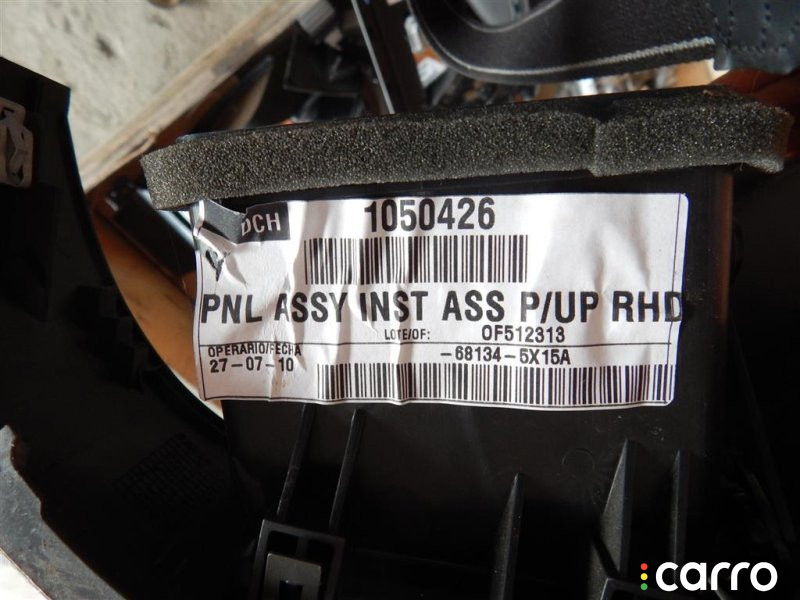 DCH 1050426
PNL ASSY INST ASS P/UP RHD
LOTE/OF: OF512313
OPERARIO/FECHA
27-07-10
-68134-5X15A
carro